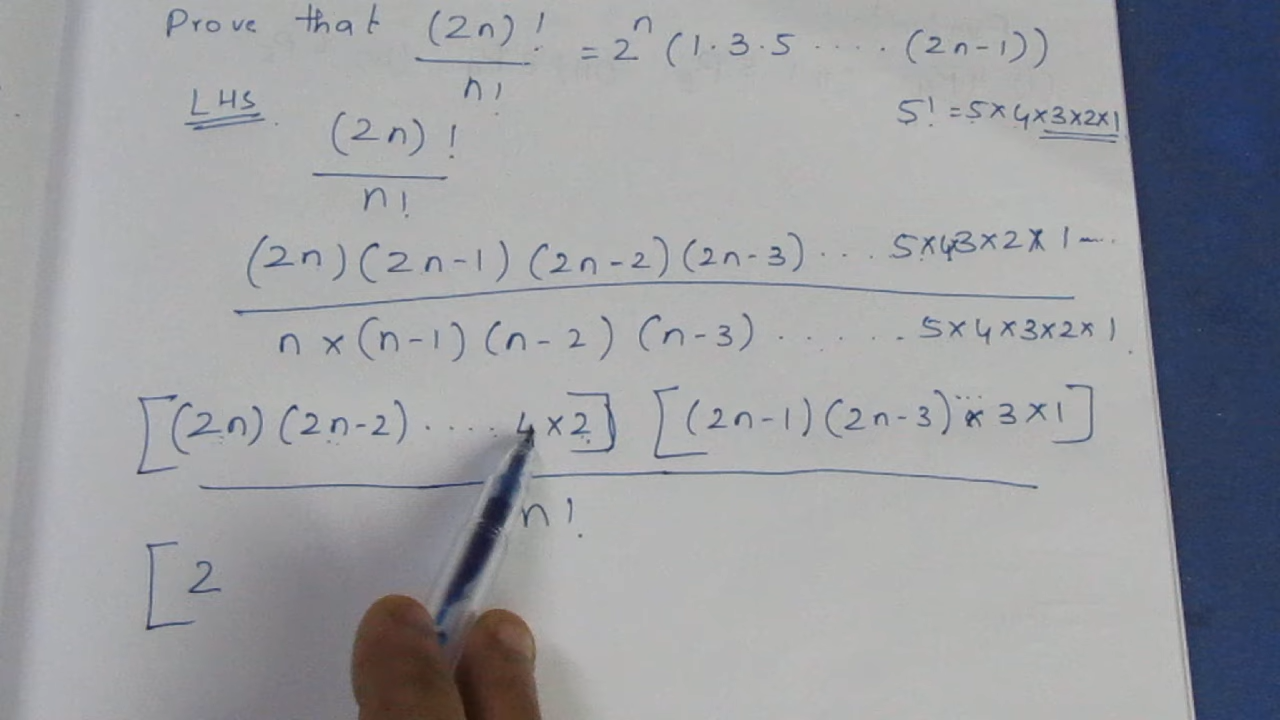 Prove that (2n)! / n! = 2^n (1·3·5 ····· (2n-1))
LHS
5! = 5×4×3×2×1
(2n)!
n!
(2n)(2n-1)(2n-2)(2n-3)··· 5×4×3×2×1 ....
n×(n-1)(n-2)(n-3)······· 5×4×3×2×1
[(2n)(2n-2)····· 4×2] [(2n-1)(2n-3)···× 3×1]
n!
[2